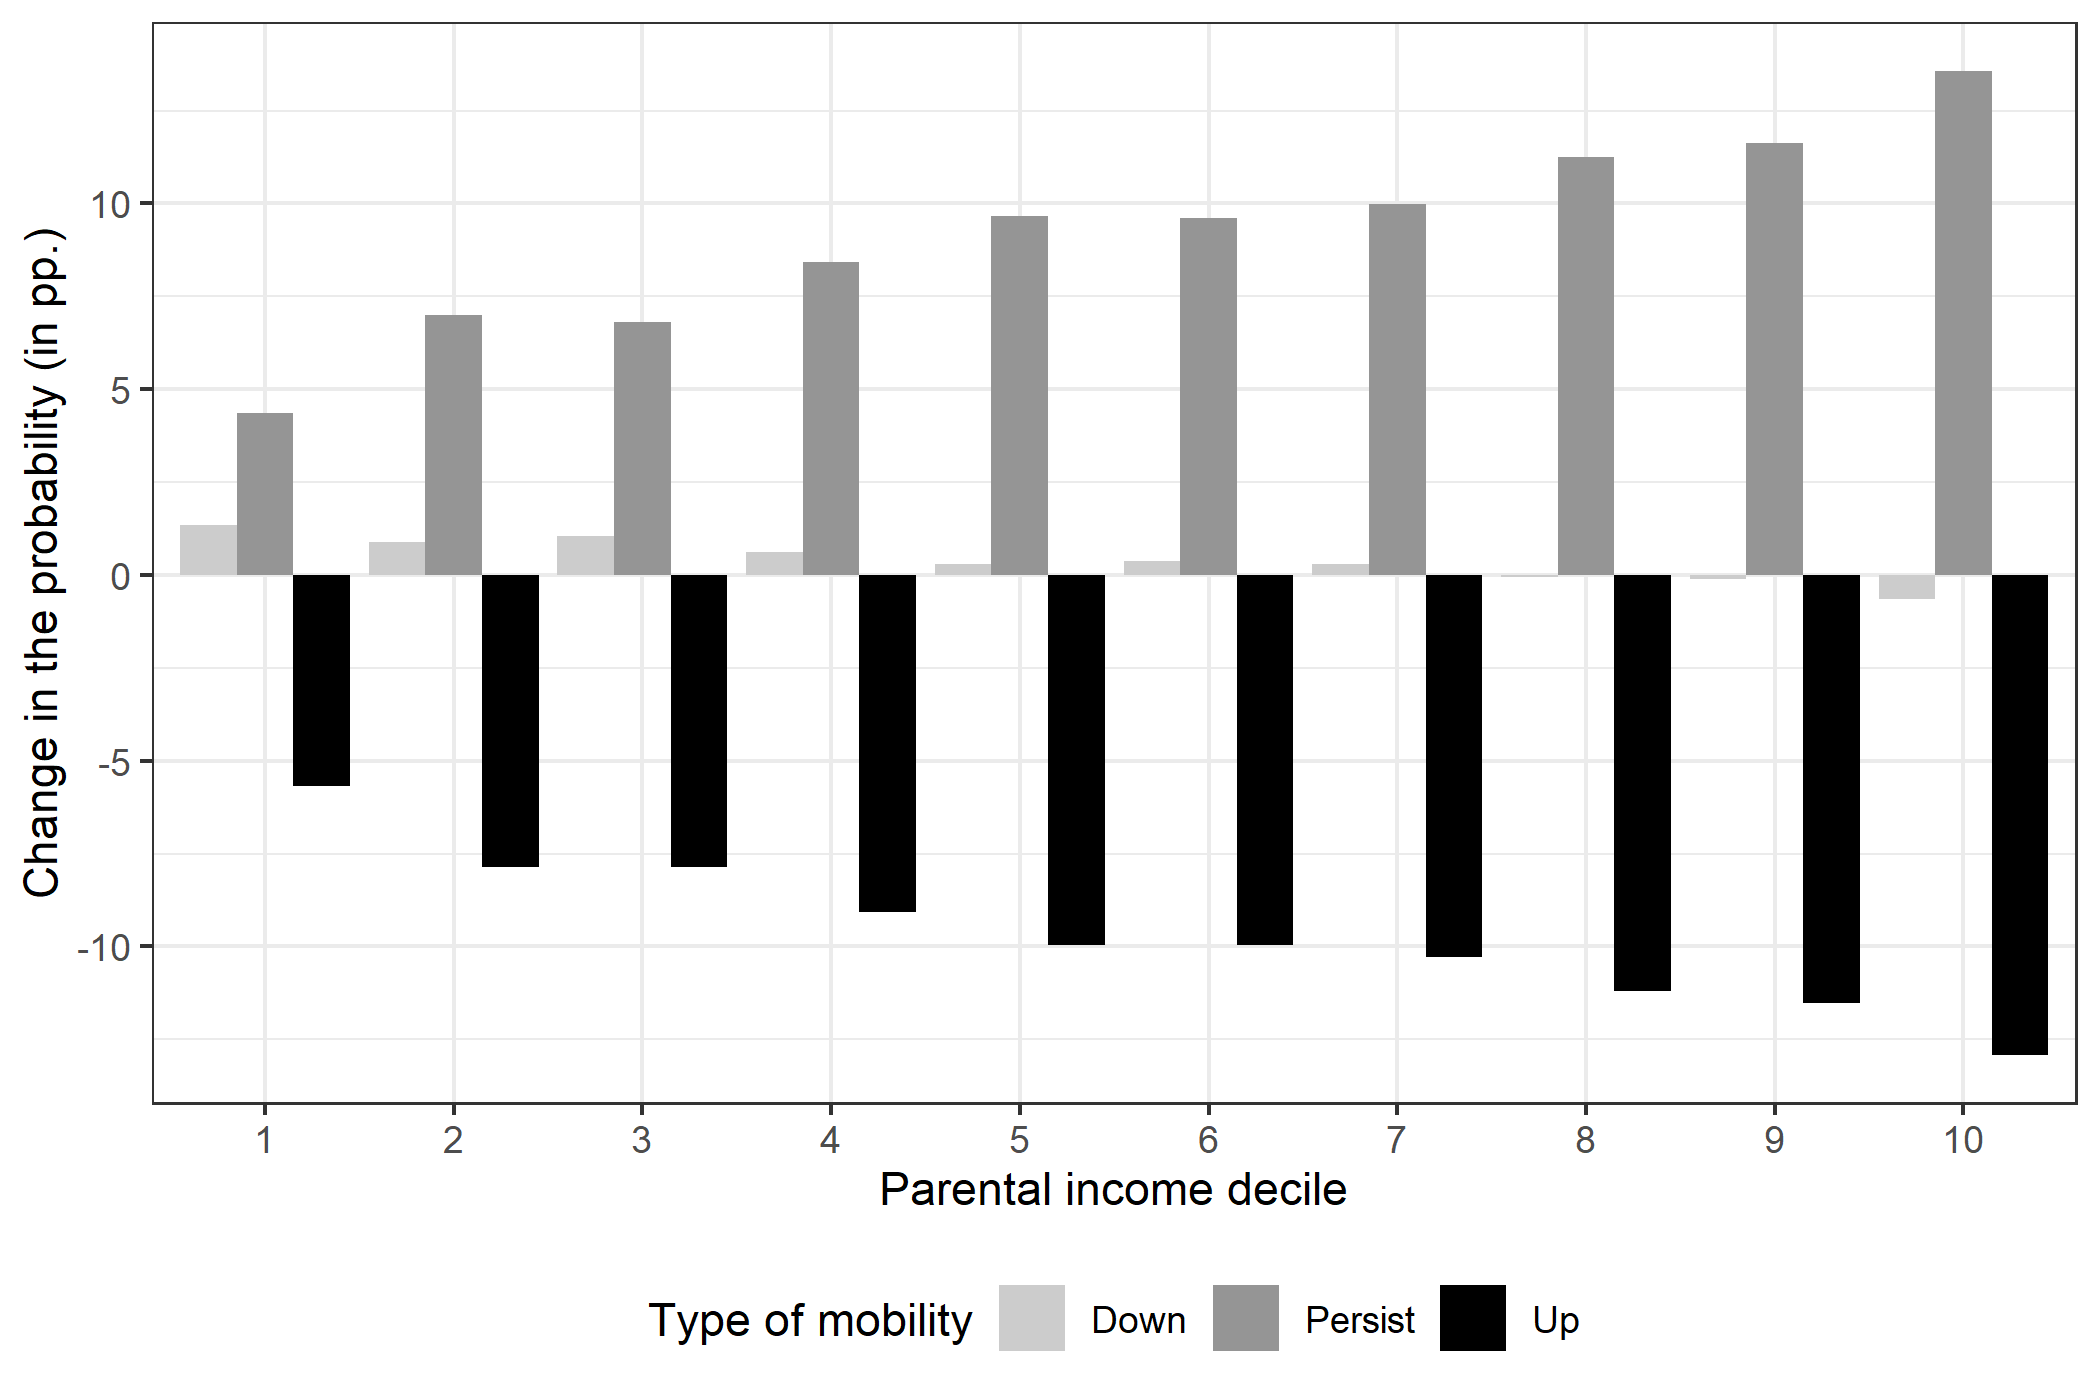 Change in the probability (in pp.)
10
5
0
-5
-10
1 2 3 4 5 6 7 8 9 10
Parental income decile
Type of mobility Down Persist Up